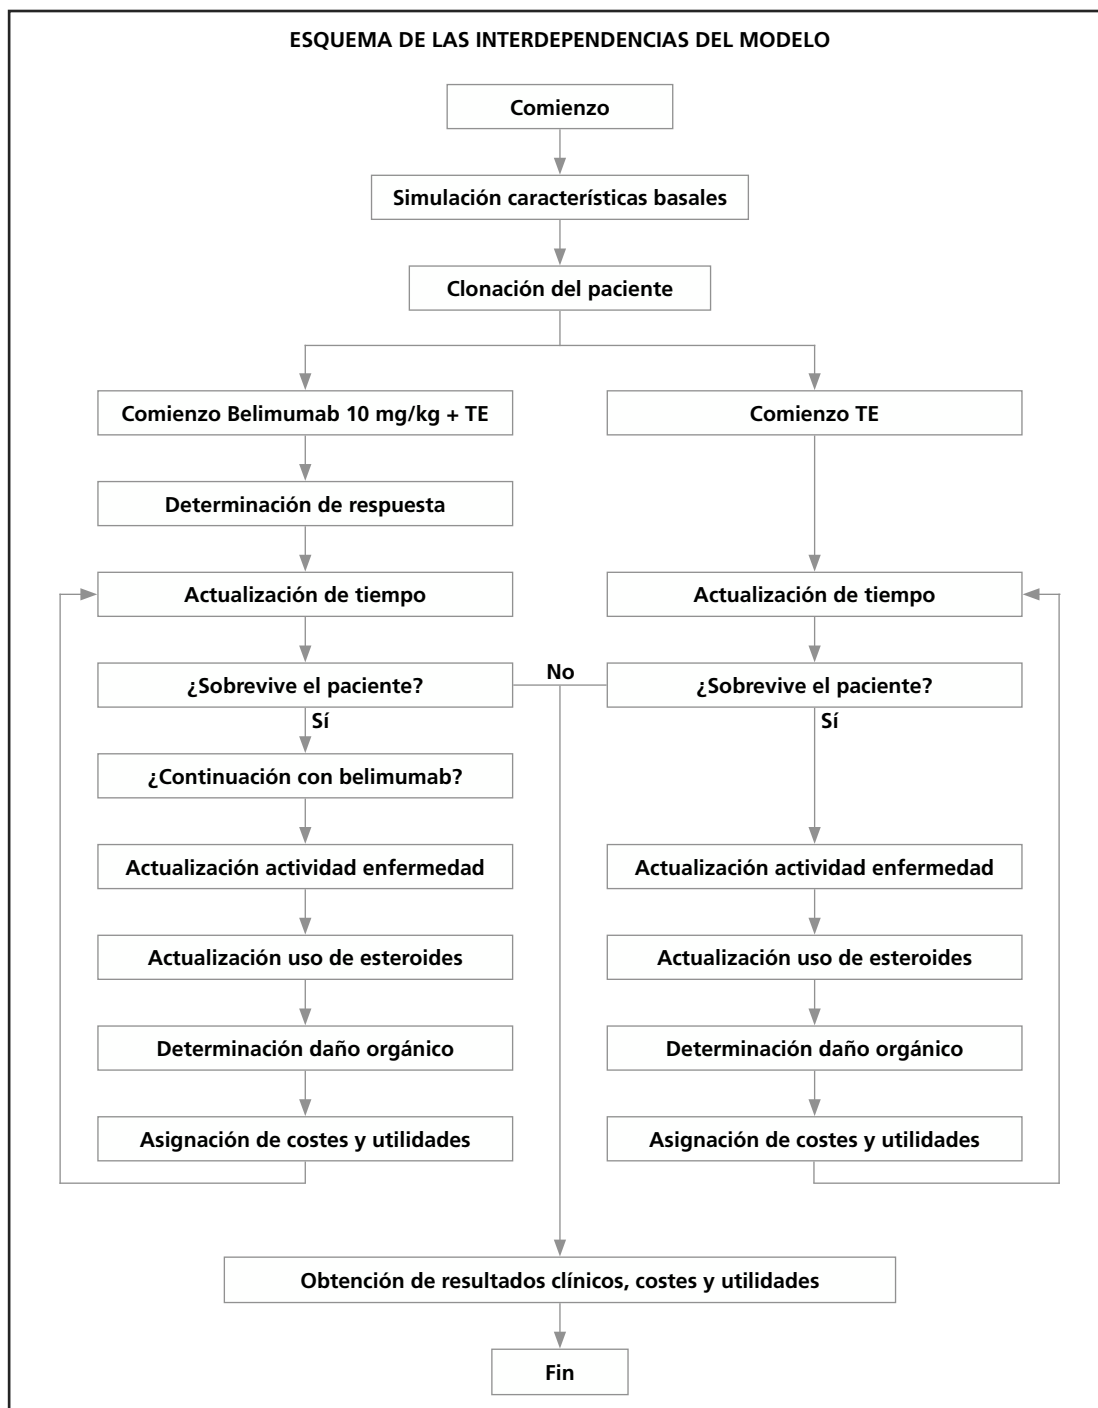 ESQUEMA DE LAS INTERDEPENDENCIAS DEL MODELO
Comienzo
Simulación características basales
Clonación del paciente
Comienzo Belimumab 10 mg/kg + TE
Comienzo TE
Determinación de respuesta
Actualización de tiempo
Actualización de tiempo
¿Sobrevive el paciente?
No
¿Sobrevive el paciente?
Sí
Sí
¿Continuación con belimumab?
Actualización actividad enfermedad
Actualización actividad enfermedad
Actualización uso de esteroides
Actualización uso de esteroides
Determinación daño orgánico
Determinación daño orgánico
Asignación de costes y utilidades
Asignación de costes y utilidades
Obtención de resultados clínicos, costes y utilidades
Fin